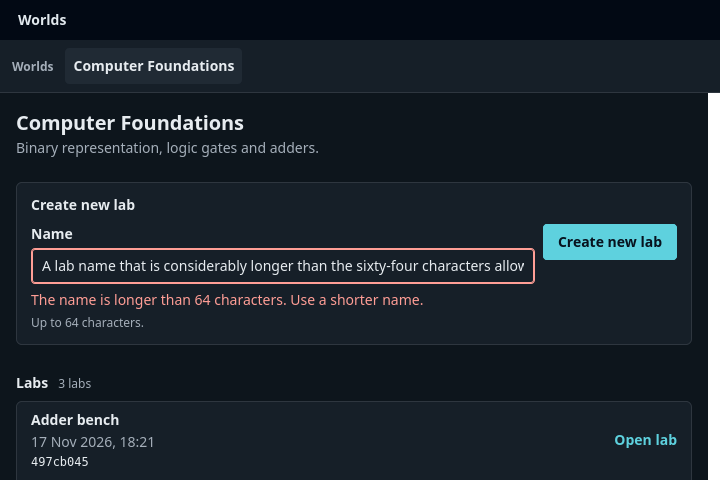 Worlds
Worlds
Computer Foundations
Computer Foundations
Binary representation, logic gates and adders.
Create new lab
Name
Create new lab
A lab name that is considerably longer than the sixty-four characters allov
The name is longer than 64 characters. Use a shorter name.
Up to 64 characters.
Labs 3 labs
Adder bench
17 Nov 2026, 18:21
Open lab
497cb045